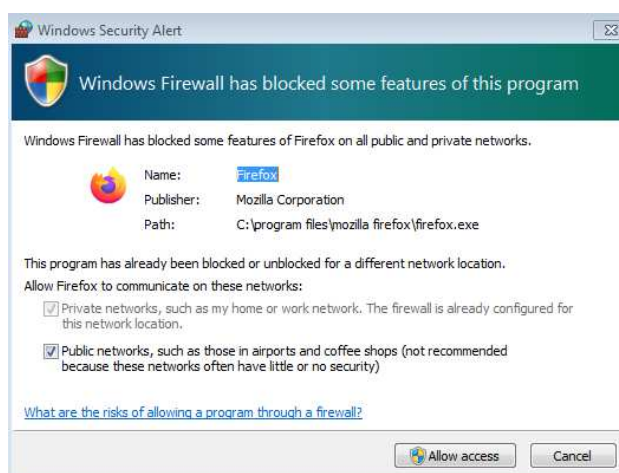 Windows Security Alert
Windows Firewall has blocked some features of this program
Windows Firewall has blocked some features of Firefox on all public and private networks.
Name: Firefox
Publisher: Mozilla Corporation
Path: C:\program files\mozilla firefox\firefox.exe
This program has already been blocked or unblocked for a different network location.
Allow Firefox to communicate on these networks:
Private networks, such as my home or work network. The firewall is already configured for
this network location.
Public networks, such as those in airports and coffee shops (not recommended
because these networks often have little or no security)
What are the risks of allowing a program through a firewall?
Allow access Cancel